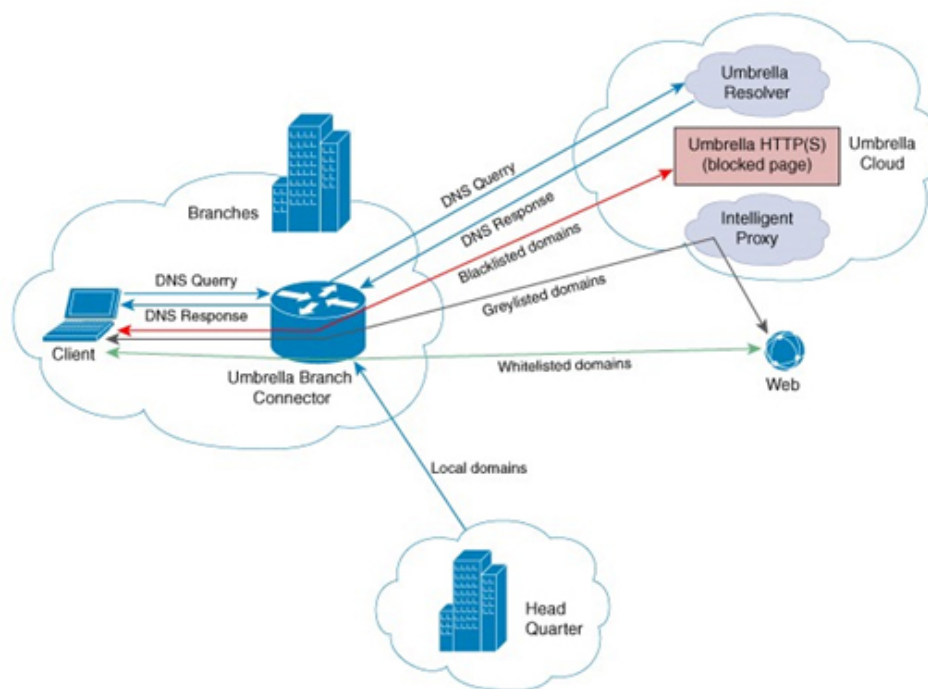 Umbrella
Resolver
Umbrella HTTP(S)
(blocked page)
Umbrella
Cloud
Intelligent
Proxy
Branches
DNS Querry
DNS Response
Blacklisted domains
Greylisted domains
DNS Querry
DNS Response
Client
Umbrella Branch
Connector
Whitelisted domains
Web
Local domains
Head
Quarter